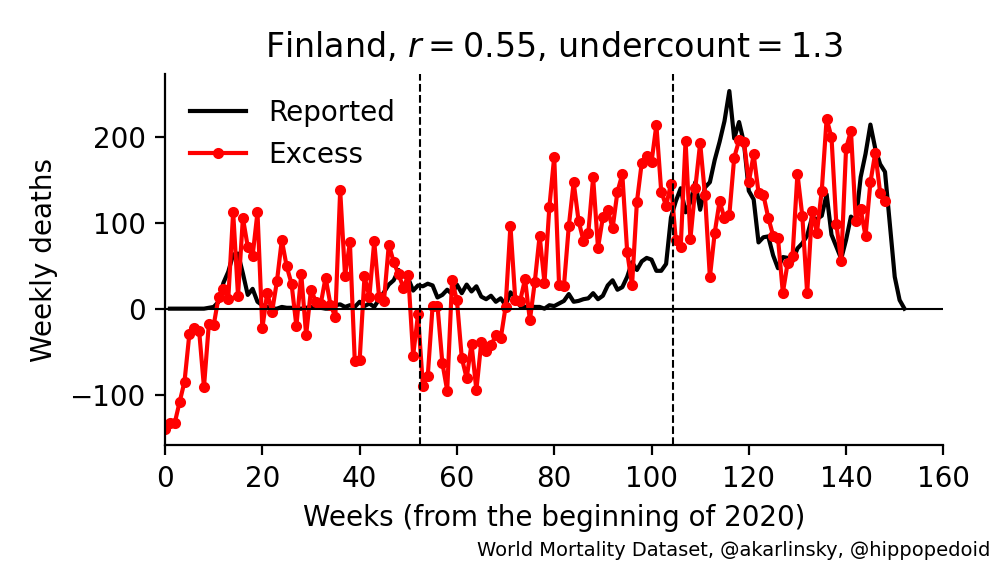 Finland, r = 0.55, undercount = 1.3
Reported
Excess
Weekly deaths
200
100
0
−100
0 20 40 60 80 100 120 140 160
Weeks (from the beginning of 2020)
World Mortality Dataset, @akarlinsky, @hippopedoid